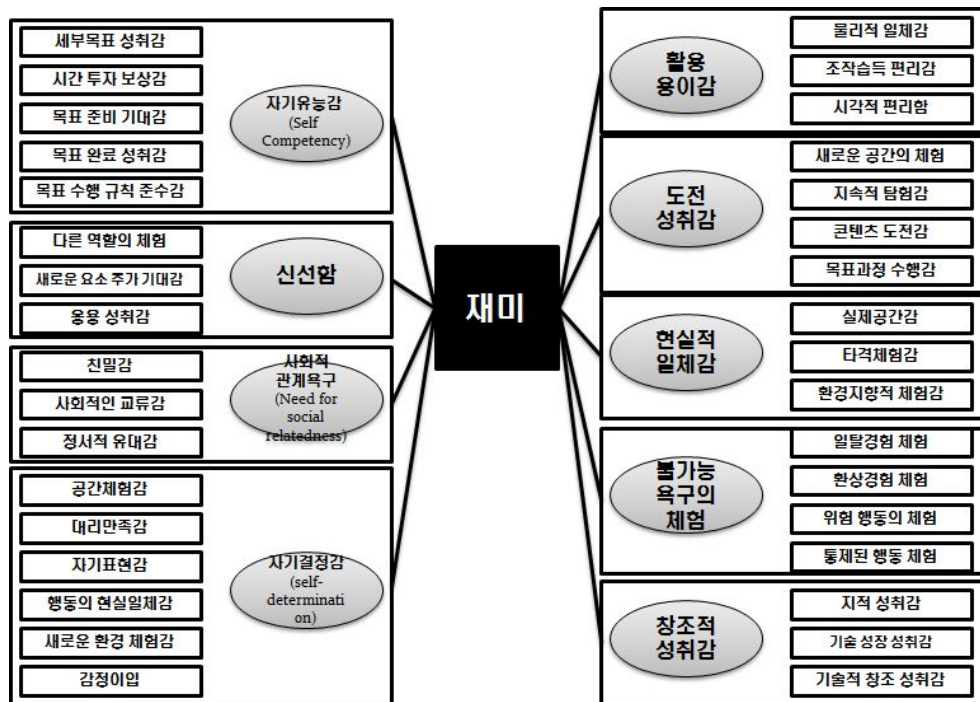 세부목표 성취감
시간 투자 보상감
목표 준비 기대감
목표 완료 성취감
목표 수행 규칙 준수감
자기유능감
(Self
Competency)
다른 역할의 체험
새로운 요소 추가 기대감
응용 성취감
신선함
친밀감
사회적인 교류감
정서적 유대감
사회적
관계욕구
(Need for
social
relatedness)
공간체험감
대리만족감
자기표현감
행동의 현실일체감
새로운 환경 체험감
감정이입
자기결정감
(self-
determinati
on)
재미
활용
용이감
물리적 일체감
조작습득 편리감
시각적 편리함
도전
성취감
새로운 공간의 체험
지속적 탐험감
콘텐츠 도전감
목표과정 수행감
현실적
일체감
실제공간감
타격체험감
환경지향적 체험감
불가능
욕구의
체험
일탈경험 체험
환상경험 체험
위험 행동의 체험
통제된 행동 체험
창조적
성취감
지적 성취감
기술 성장 성취감
기술적 창조 성취감